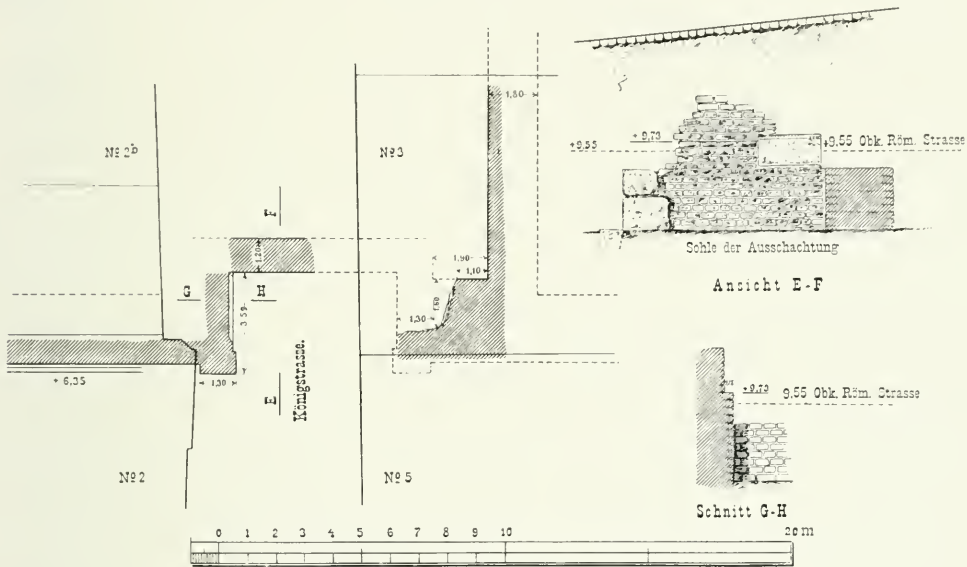 1,80
Nº 2ᵇ
Nº 3
+ 9,73
+9,55
+9,55 Obk. Röm. Strasse
F
1,20
1,90
1,10
Sohle der Ausschachtung
Ansicht E-F
G
H
3,59
1,60
1,30
Königstrasse.
+ 6,35
1,30
E
+9,73
9,55 Obk. Röm. Strasse
Nº 2
Nº 5
Schnitt G-H
0 1 2 3 4 5 6 7 8 9 10 20 m